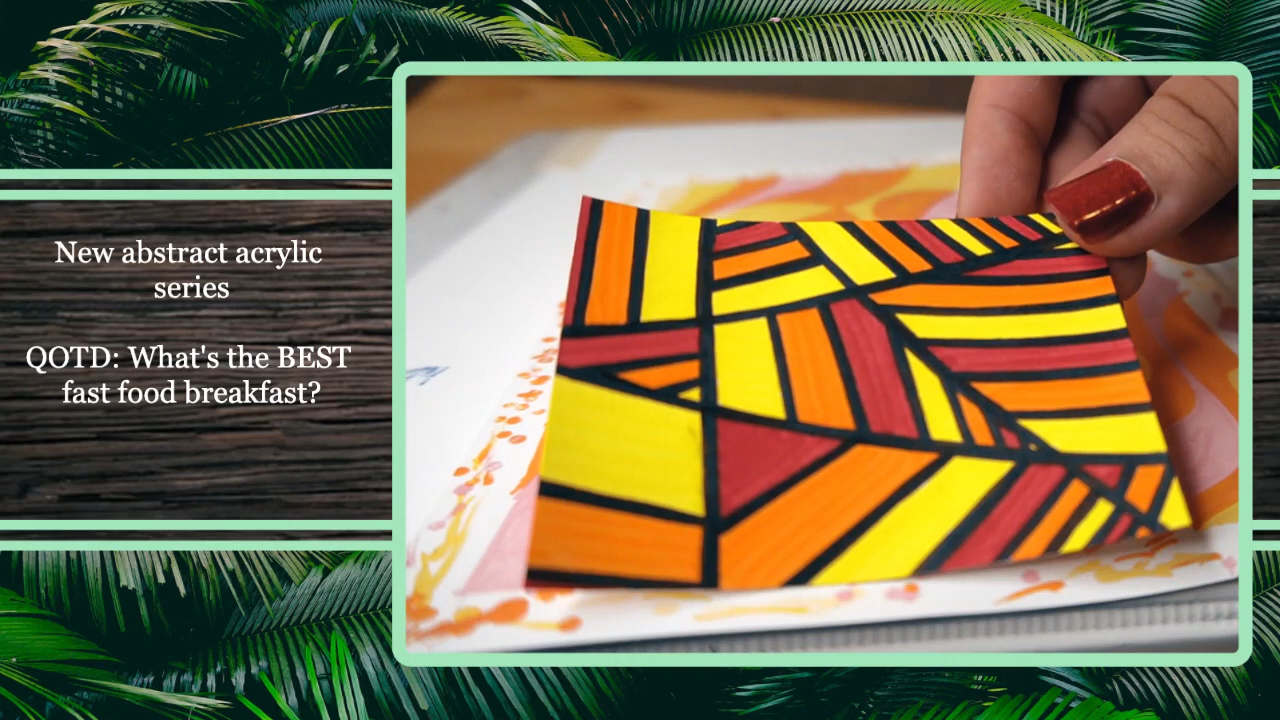 New abstract acrylic
series
QOTD: What's the BEST
fast food breakfast?